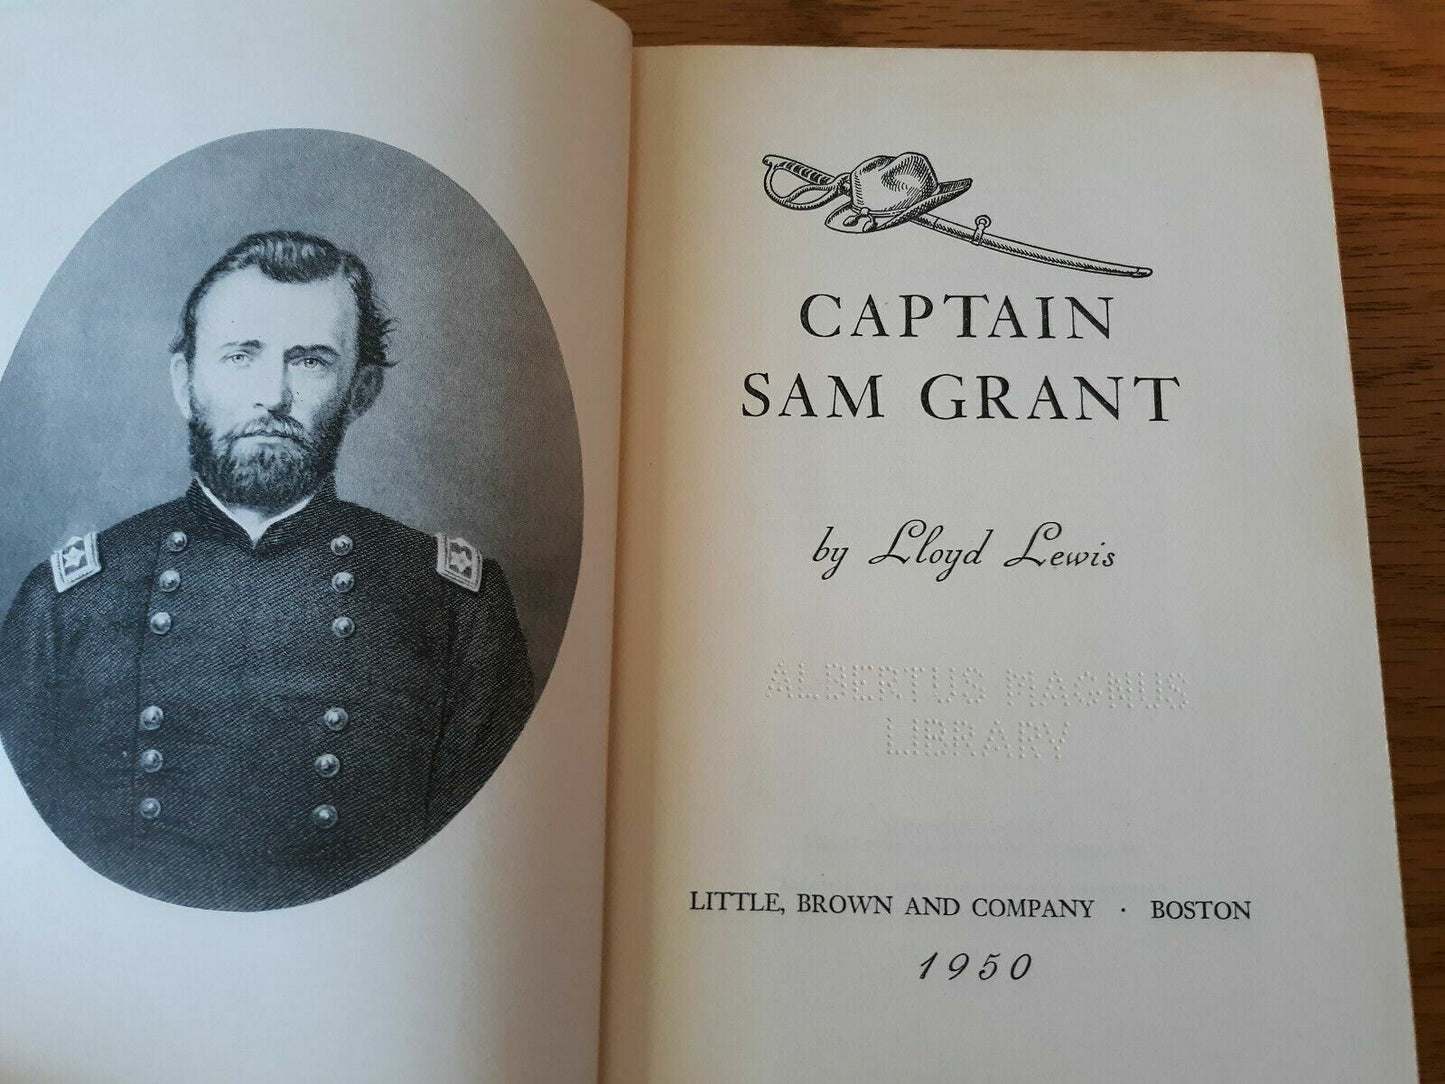 CAPTAIN
SAM GRANT
by Lloyd Lewis
ALBERTUS MAGNUS
LIBRARY
LITTLE, BROWN AND COMPANY · BOSTON
1950